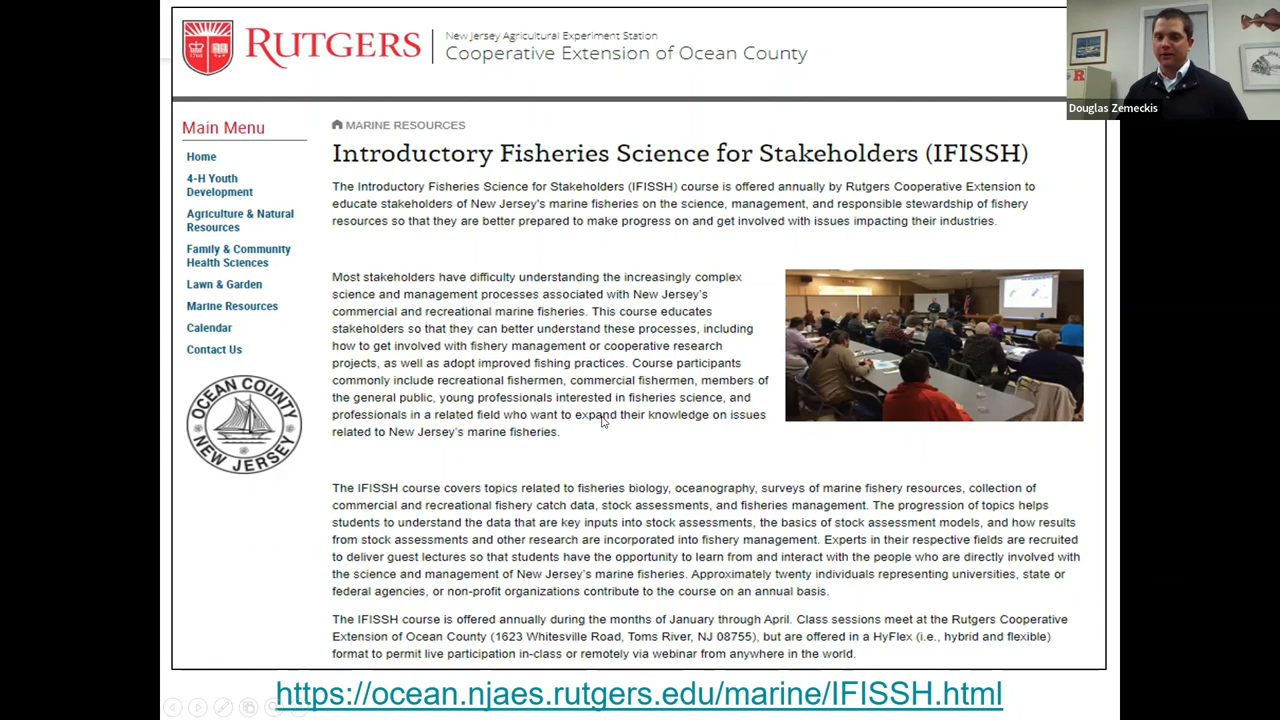 RUTGERS
New Jersey Agricultural Experiment Station
Cooperative Extension of Ocean County
Douglas Zemeckis
Main Menu
Home
4-H Youth
Development
Agriculture & Natural
Resources
Family & Community
Health Sciences
Lawn & Garden
Marine Resources
Calendar
Contact Us
OCEAN COUNTY
NEW JERSEY
MARINE RESOURCES
Introductory Fisheries Science for Stakeholders (IFISSH)
The Introductory Fisheries Science for Stakeholders (IFISSH) course is offered annually by Rutgers Cooperative Extension to
educate stakeholders of New Jersey's marine fisheries on the science, management, and responsible stewardship of fishery
resources so that they are better prepared to make progress on and get involved with issues impacting their industries.
Most stakeholders have difficulty understanding the increasingly complex
science and management processes associated with New Jersey's
commercial and recreational marine fisheries. This course educates
stakeholders so that they can better understand these processes, including
how to get involved with fishery management or cooperative research
projects, as well as adopt improved fishing practices. Course participants
commonly include recreational fishermen, commercial fishermen, members of
the general public, young professionals interested in fisheries science, and
professionals in a related field who want to expand their knowledge on issues
related to New Jersey's marine fisheries.
The IFISSH course covers topics related to fisheries biology, oceanography, surveys of marine fishery resources, collection of
commercial and recreational fishery catch data, stock assessments, and fisheries management. The progression of topics helps
students to understand the data that are key inputs into stock assessments, the basics of stock assessment models, and how results
from stock assessments and other research are incorporated into fishery management. Experts in their respective fields are recruited
to deliver guest lectures so that students have the opportunity to learn from and interact with the people who are directly involved with
the science and management of New Jersey's marine fisheries. Approximately twenty individuals representing universities, state or
federal agencies, or non-profit organizations contribute to the course on an annual basis.
The IFISSH course is offered annually during the months of January through April. Class sessions meet at the Rutgers Cooperative
Extension of Ocean County (1623 Whitesville Road, Toms River, NJ 08755), but are offered in a HyFlex (i.e., hybrid and flexible)
format to permit live participation in-class or remotely via webinar from anywhere in the world.
https://ocean.njaes.rutgers.edu/marine/IFISSH.html